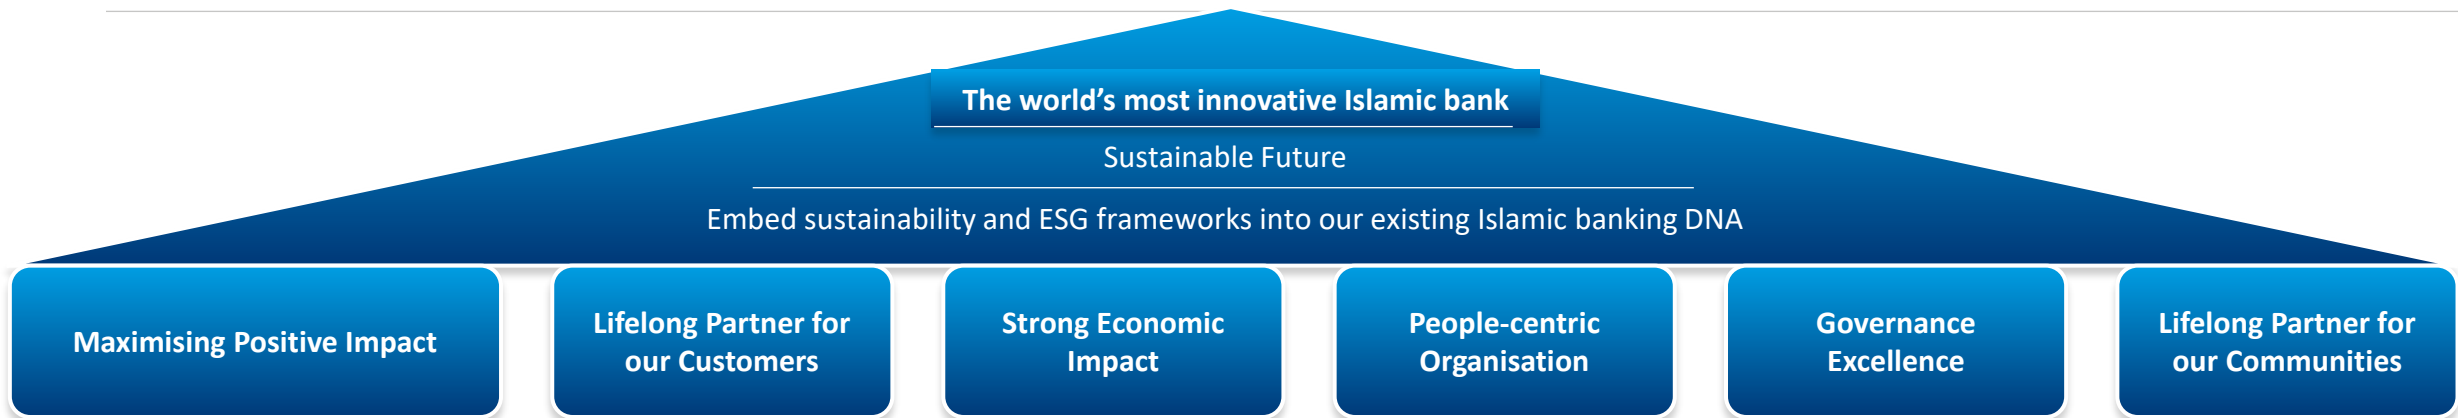 The world’s most innovative Islamic bank
Sustainable Future
Embed sustainability and ESG frameworks into our existing Islamic banking DNA
Maximising Positive Impact
Lifelong Partner for
our Customers
Strong Economic
Impact
People-centric
Organisation
Governance
Excellence
Lifelong Partner for
our Communities